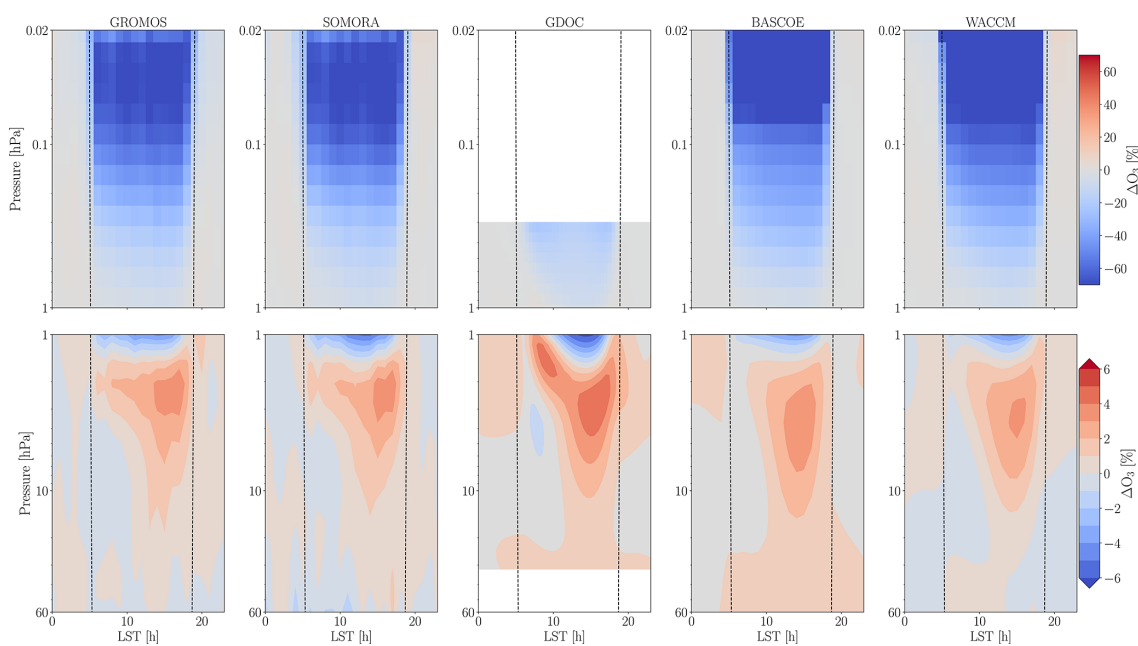 GROMOS SOMORA GDOC BASCOE WACCM
0.02 0.02 0.02 0.02 0.02
0.1 0.1 0.1 0.1 0.1
1 1 1 1 1
Pressure [hPa]
60
40
20
0
−20
−40
−60
ΔO3 [%]
1 1 1 1 1
10 10 10 10 10
60 60 60 60 60
Pressure [hPa]
0 10 20 0 10 20 0 10 20 0 10 20 0 10 20
LST [h] LST [h] LST [h] LST [h] LST [h]
6
4
2
0
−2
−4
−6
ΔO3 [%]